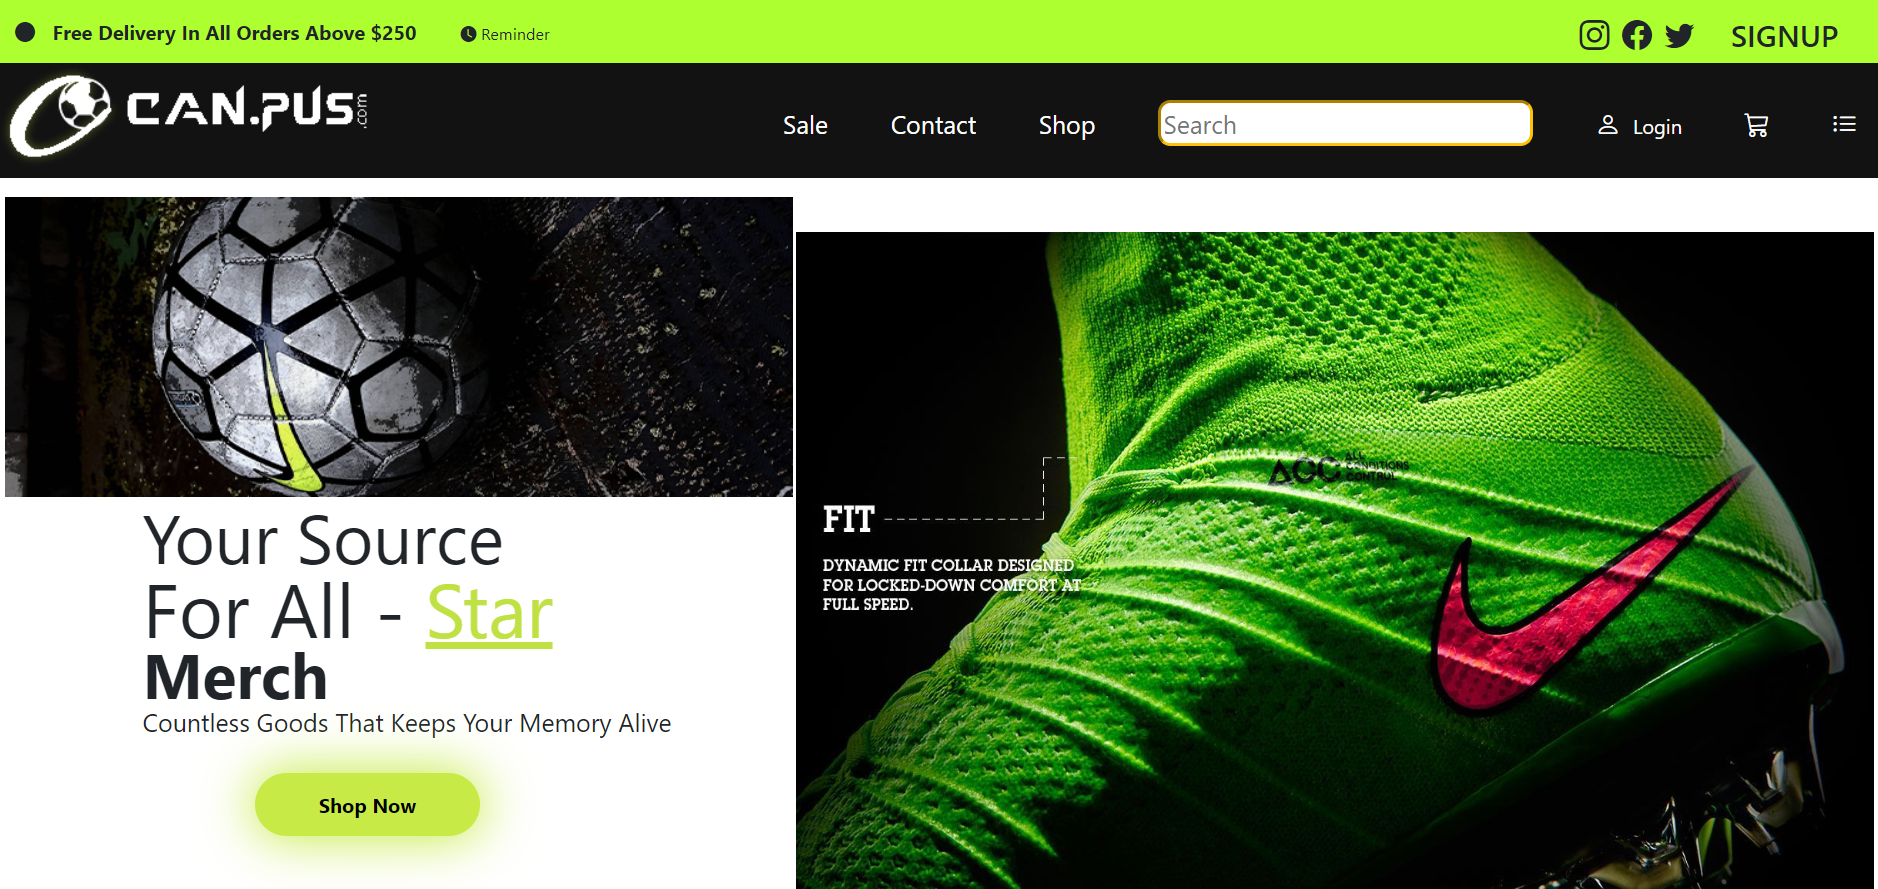 Free Delivery In All Orders Above $250
Reminder
SIGNUP
CAN.PUS.com
Sale
Contact
Shop
Search
Login
Your Source
For All - Star
Merch
Countless Goods That Keeps Your Memory Alive
Shop Now
ACC ALL CONDITIONS CONTROL
FIT
DYNAMIC FIT COLLAR DESIGNED
FOR LOCKED-DOWN COMFORT AT
FULL SPEED.